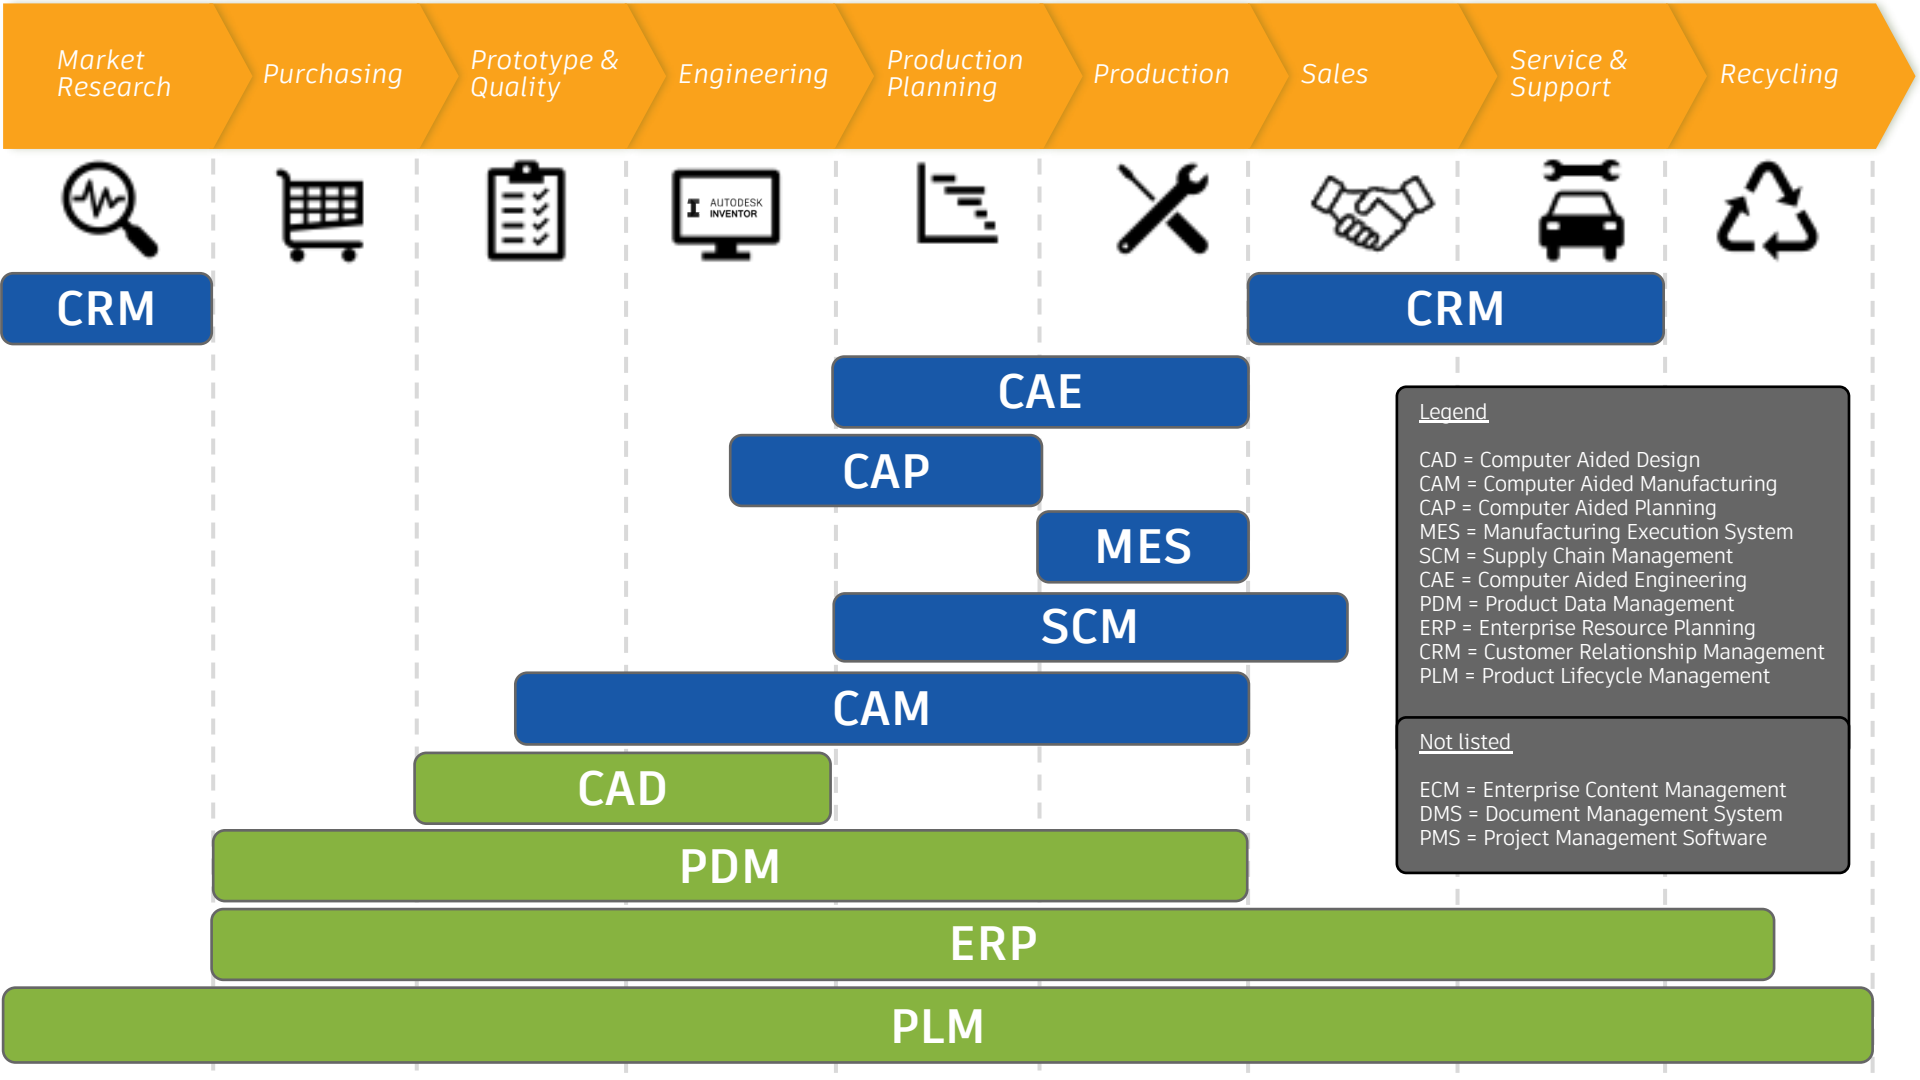 Market
Research
Purchasing
Prototype &
Quality
Engineering
Production
Planning
Production
Sales
Service &
Support
Recycling
AUTODESK
INVENTOR
CRM
CRM
CAE
CAP
MES
SCM
CAM
CAD
PDM
ERP
PLM
Legend
CAD = Computer Aided Design
CAM = Computer Aided Manufacturing
CAP = Computer Aided Planning
MES = Manufacturing Execution System
SCM = Supply Chain Management
CAE = Computer Aided Engineering
PDM = Product Data Management
ERP = Enterprise Resource Planning
CRM = Customer Relationship Management
PLM = Product Lifecycle Management
Not listed
ECM = Enterprise Content Management
DMS = Document Management System
PMS = Project Management Software